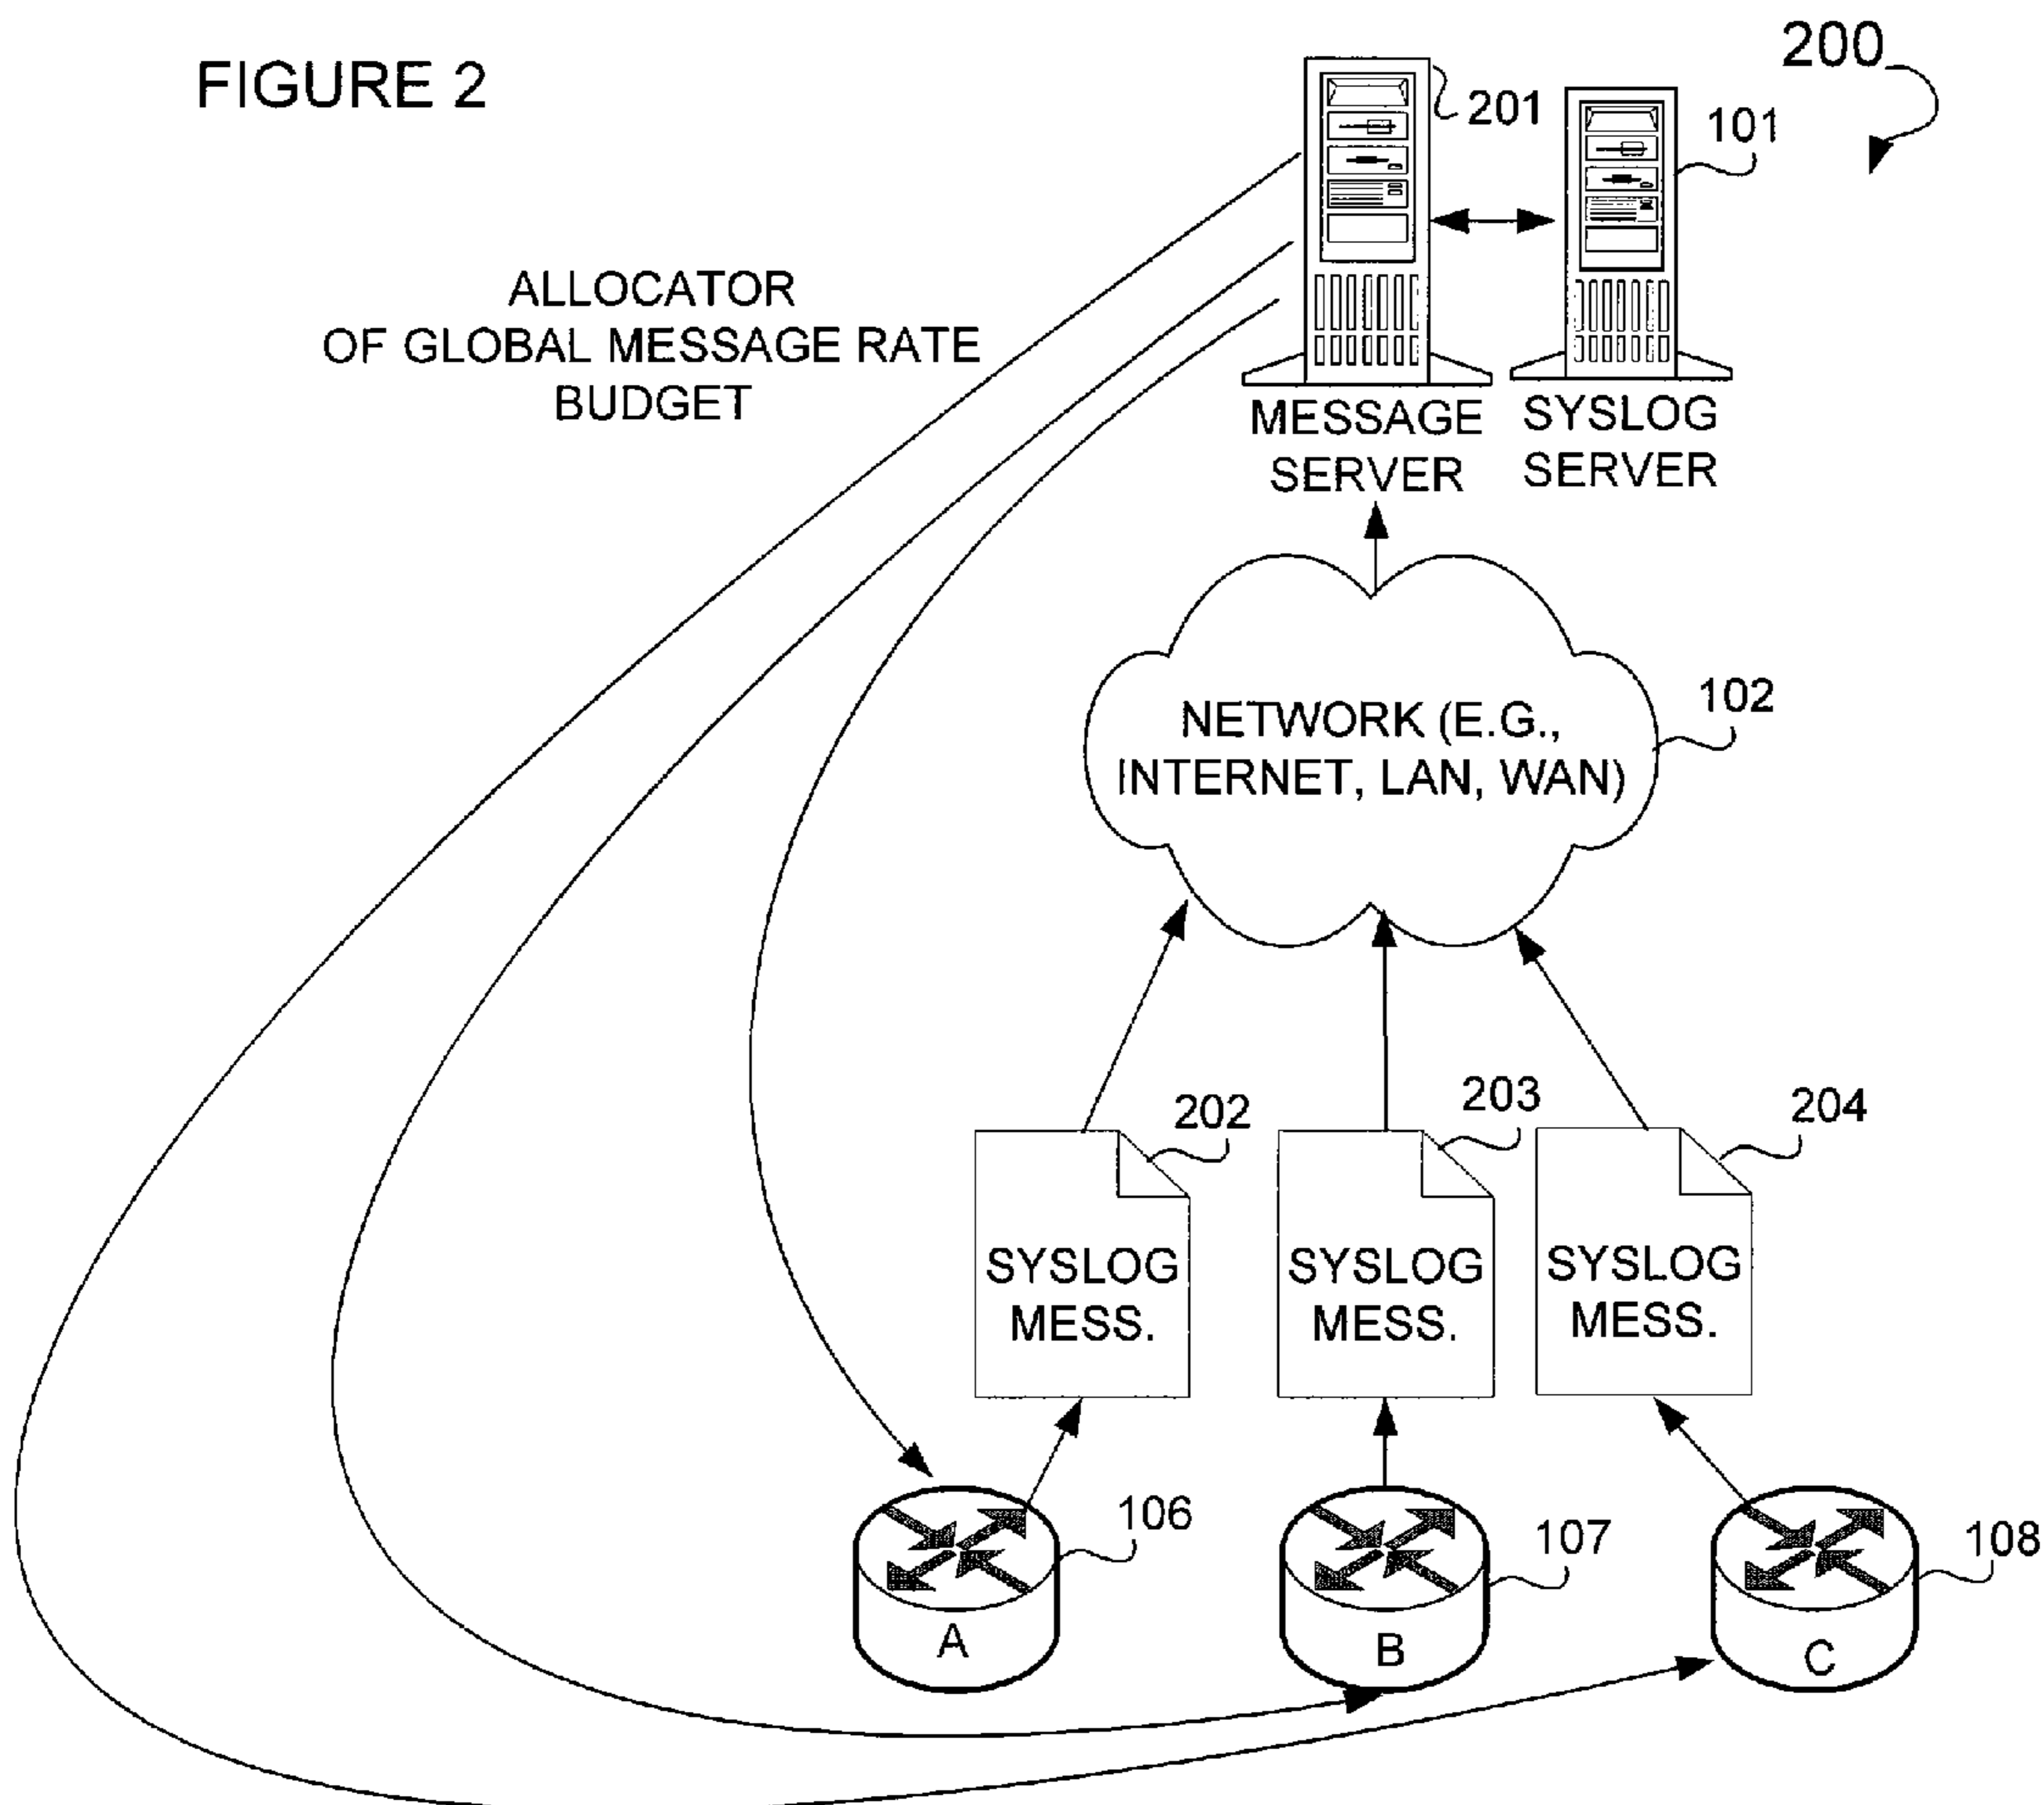 FIGURE 2
200
201
101
ALLOCATOR
OF GLOBAL MESSAGE RATE
BUDGET
MESSAGE
SERVER
SYSLOG
SERVER
102
NETWORK (E.G.,
INTERNET, LAN, WAN)
202
203
204
SYSLOG
MESS.
SYSLOG
MESS.
SYSLOG
MESS.
106
107
108
A
B
C